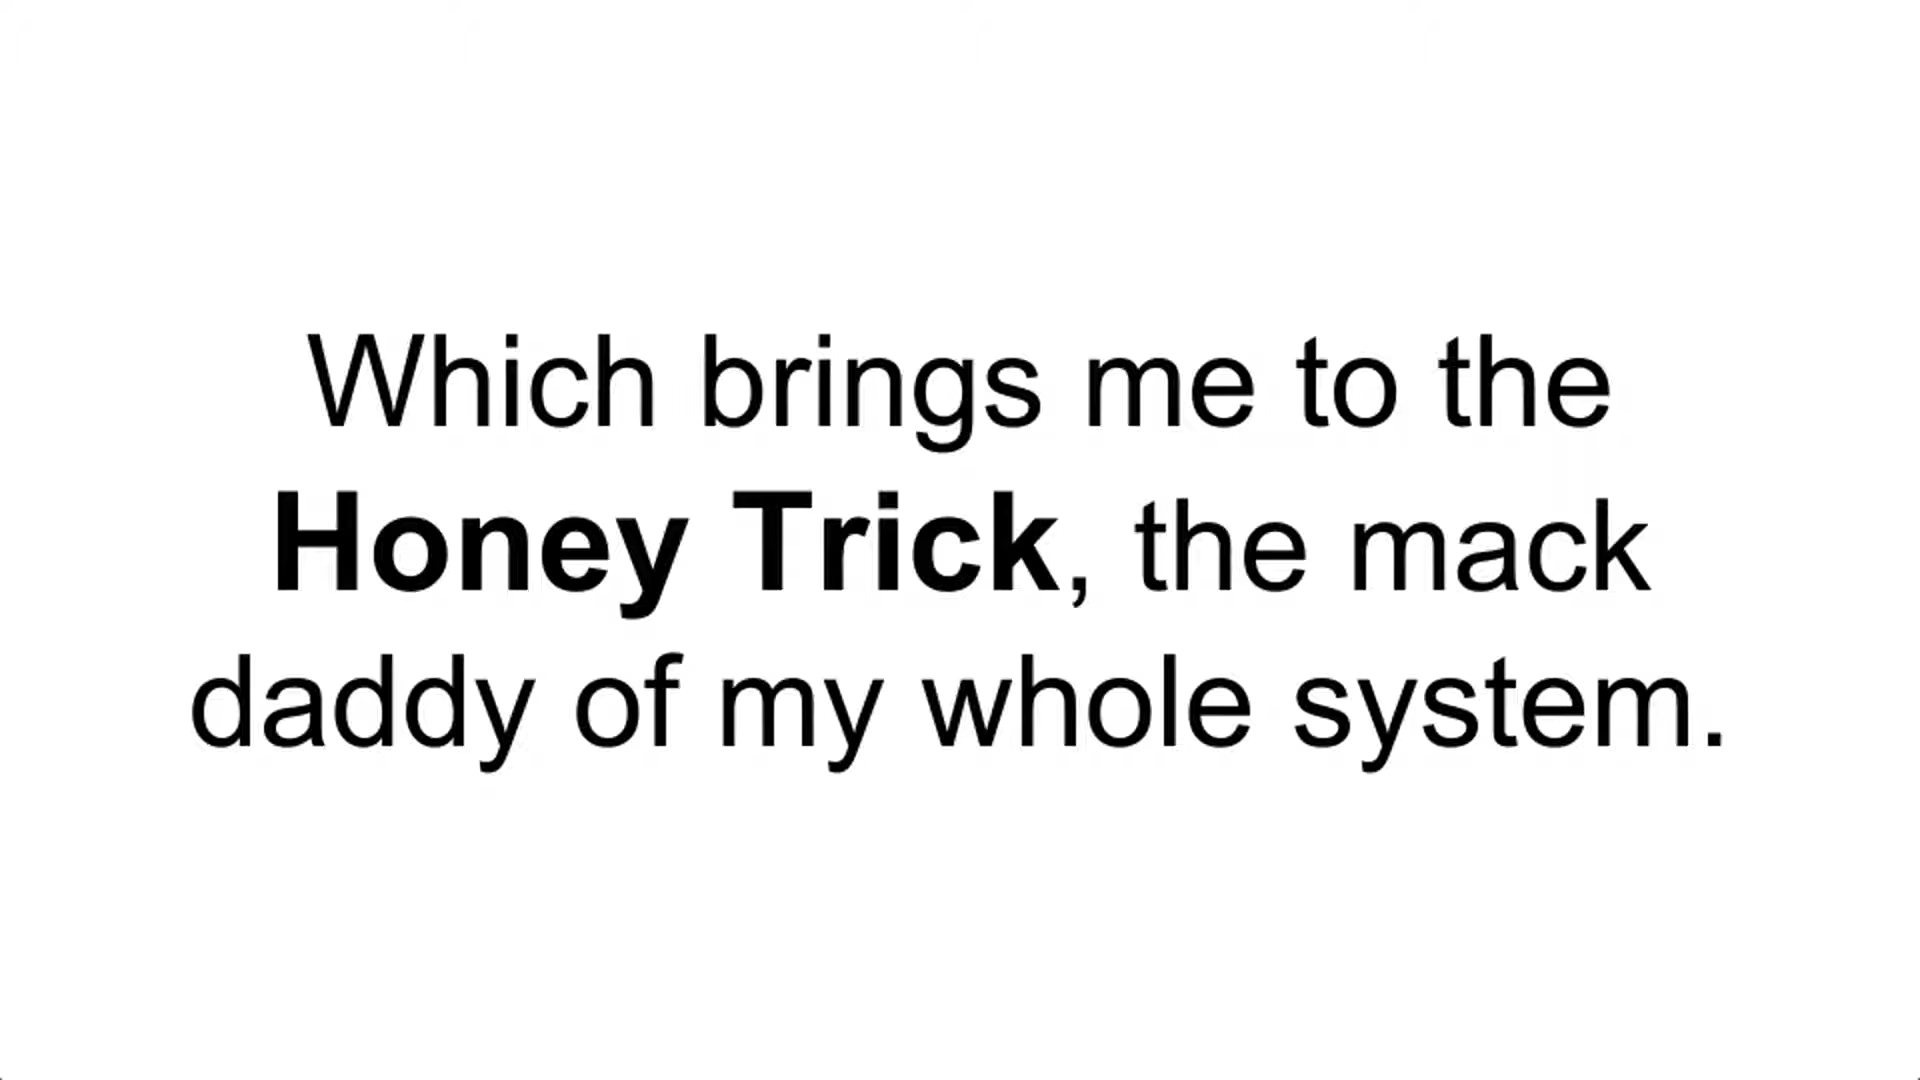 Which brings me to the
Honey Trick, the mack
daddy of my whole system.